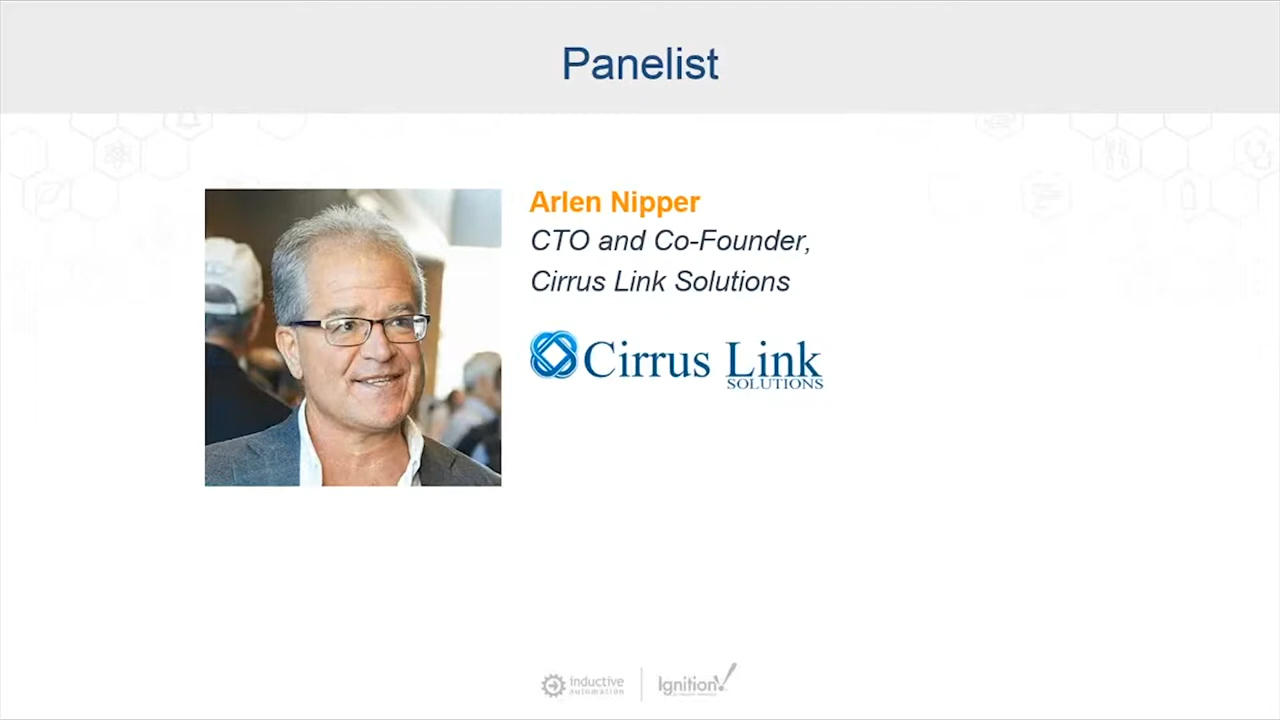 Panelist
Arlen Nipper
CTO and Co-Founder,
Cirrus Link Solutions
Cirrus Link
SOLUTIONS
inductive
automation
Ignition!